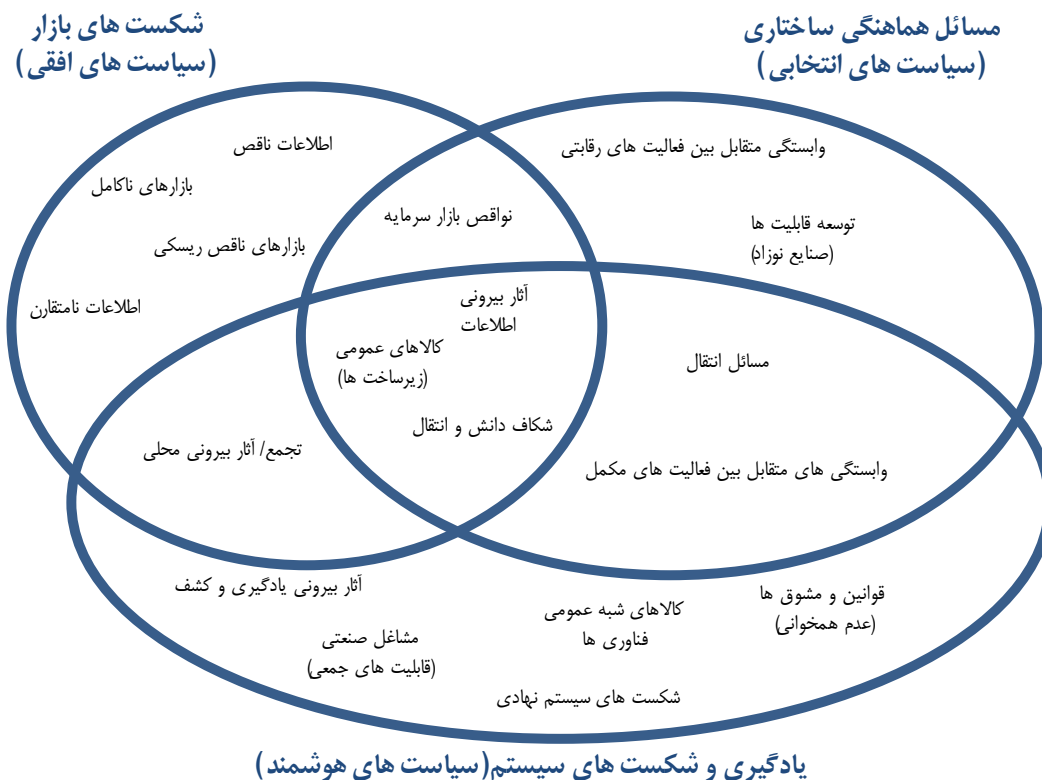 شکست های بازار
(سیاست های افقی)
مسائل هماهنگی ساختاری
(سیاست های انتخابی)
اطلاعات ناقص
بازارهای ناکامل
بازارهای ناقص ریسکی
اطلاعات نامتقارن
نواقص بازار سرمایه
وابستگی متقابل بین فعالیت های رقابتی
توسعه قابلیت ها
(صنایع نوزاد)
آثار بیرونی
اطلاعات
کالاهای عمومی
(زیرساخت ها)
شکاف دانش و انتقال
مسائل انتقال
وابستگی های متقابل بین فعالیت های مکمل
تجمع/ آثار بیرونی محلی
آثار بیرونی یادگیری و کشف
مشاغل صنعتی
(قابلیت های جمعی)
کالاهای شبه عمومی
فناوری ها
قوانین و مشوق ها
(عدم همخوانی)
شکست های سیستم نهادی
یادگیری و شکست های سیستم(سیاست های هوشمند)